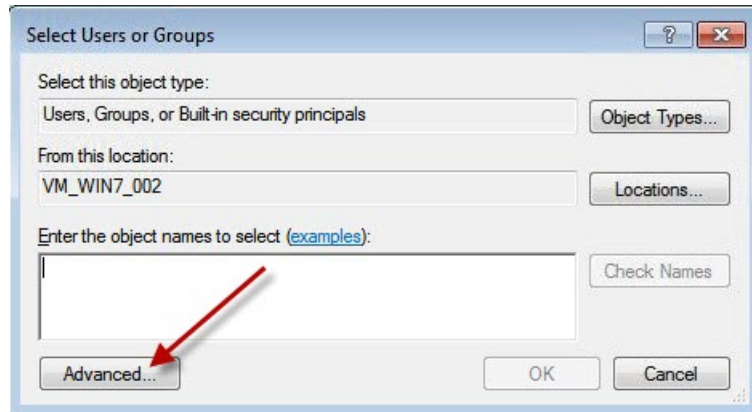 Select Users or Groups
Select this object type:
Users, Groups, or Built-in security principals
Object Types...
From this location:
VM_WIN7_002
Locations...
Enter the object names to select (examples):
Check Names
Advanced...
OK
Cancel